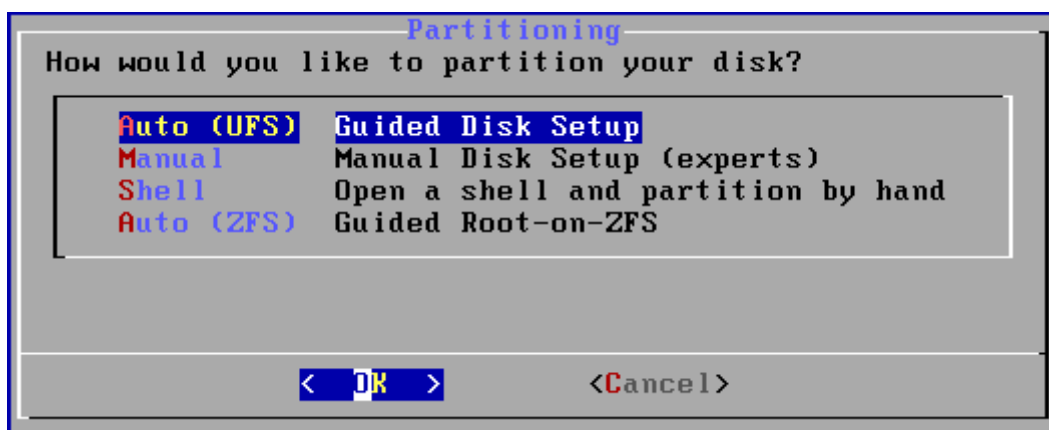 Partitioning
How would you like to partition your disk?
Auto (UFS) Guided Disk Setup
Manual Manual Disk Setup (experts)
Shell Open a shell and partition by hand
Auto (ZFS) Guided Root-on-ZFS
< OK > <Cancel>